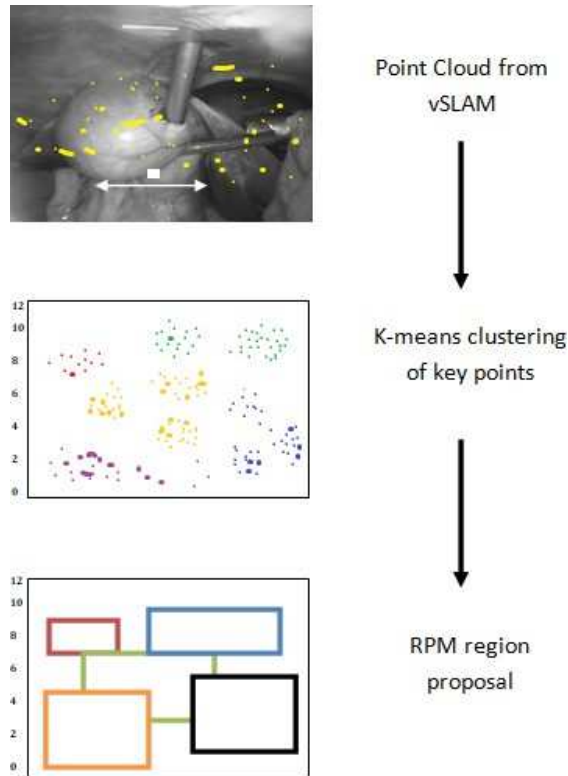 Point Cloud from
vSLAM
12
10
8
6
4
2
0
K-means clustering
of key points
12
10
8
6
4
2
0
RPM region
proposal